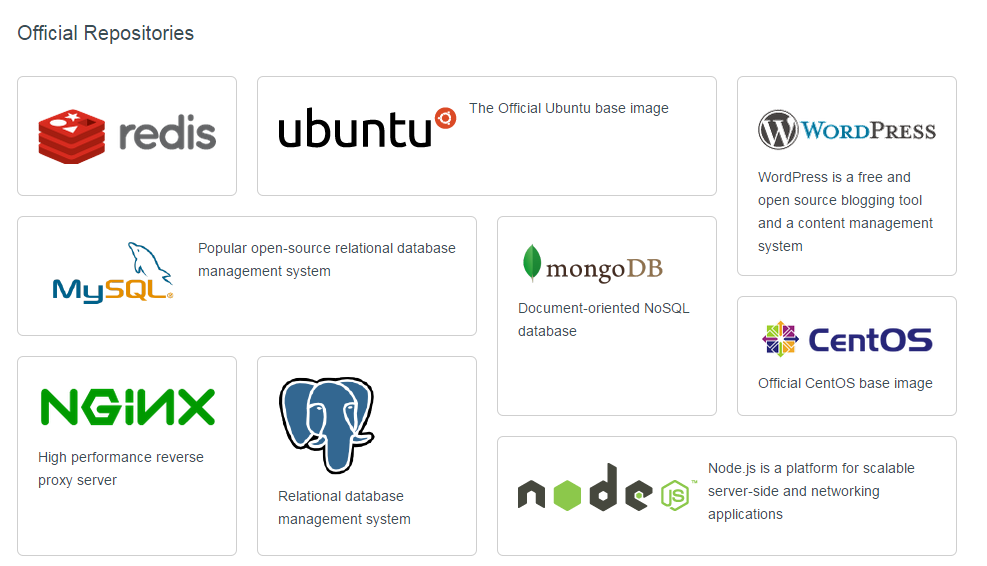 Official Repositories
redis
ubuntu
The Official Ubuntu base image
WORDPRESS
WordPress is a free and
open source blogging tool
and a content management
system
MySQL®
Popular open-source relational database
management system
mongoDB
Document-oriented NoSQL
database
CentOS
Official CentOS base image
NGiNX
High performance reverse
proxy server
Relational database
management system
node JS™
Node.js is a platform for scalable
server-side and networking
applications